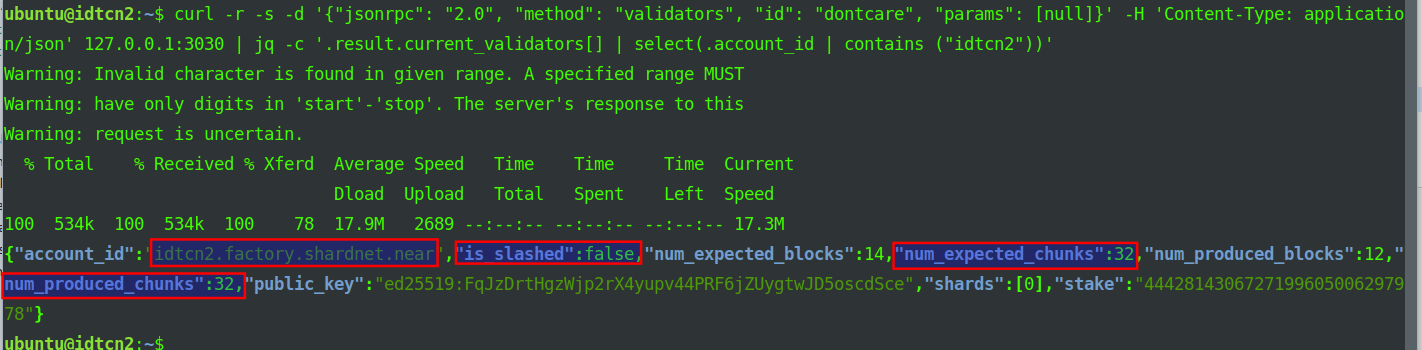 ubuntu@idtcn2:~$ curl -r -s -d '{"jsonrpc": "2.0", "method": "validators", "id": "dontcare", "params": [null]}' -H 'Content-Type: applicatio
n/json' 127.0.0.1:3030 | jq -c '.result.current_validators[] | select(.account_id | contains ("idtcn2"))'
Warning: Invalid character is found in given range. A specified range MUST
Warning: have only digits in 'start'-'stop'. The server's response to this
Warning: request is uncertain.
% Total % Received % Xferd Average Speed Time Time Time Current
Dload Upload Total Spent Left Speed
100 534k 100 534k 100 78 17.9M 2689 --:--:-- --:--:-- --:--:-- 17.3M
{"account_id":"idtcn2.factory.shardnet.near","is_slashed":false,"num_expected_blocks":14,"num_expected_chunks":32,"num_produced_blocks":12,"
num_produced_chunks":32,"public_key":"ed25519:FqJzDrtHgzWjp2rX4yupv44PRF6jZUygtwJD5oscdSce","shards":[0],"stake":"44428143067271996050062979
78"}
ubuntu@idtcn2:~$